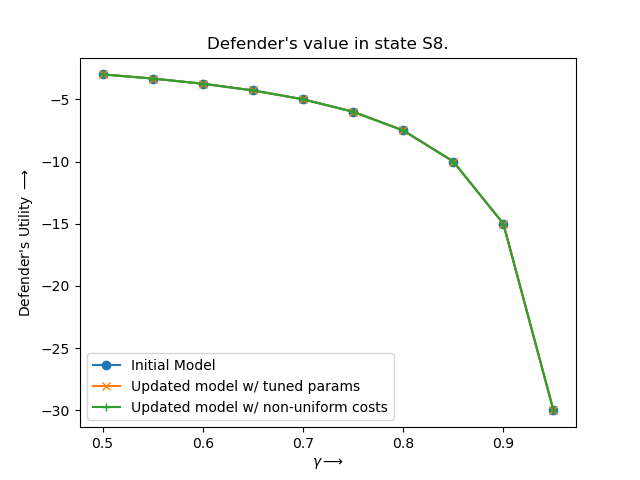 Defender's value in state S8.
Defender's Utility ⟶
−5
−10
−15
−20
−25
−30
Initial Model
Updated model w/ tuned params
Updated model w/ non-uniform costs
0.5 0.6 0.7 0.8 0.9
γ⟶